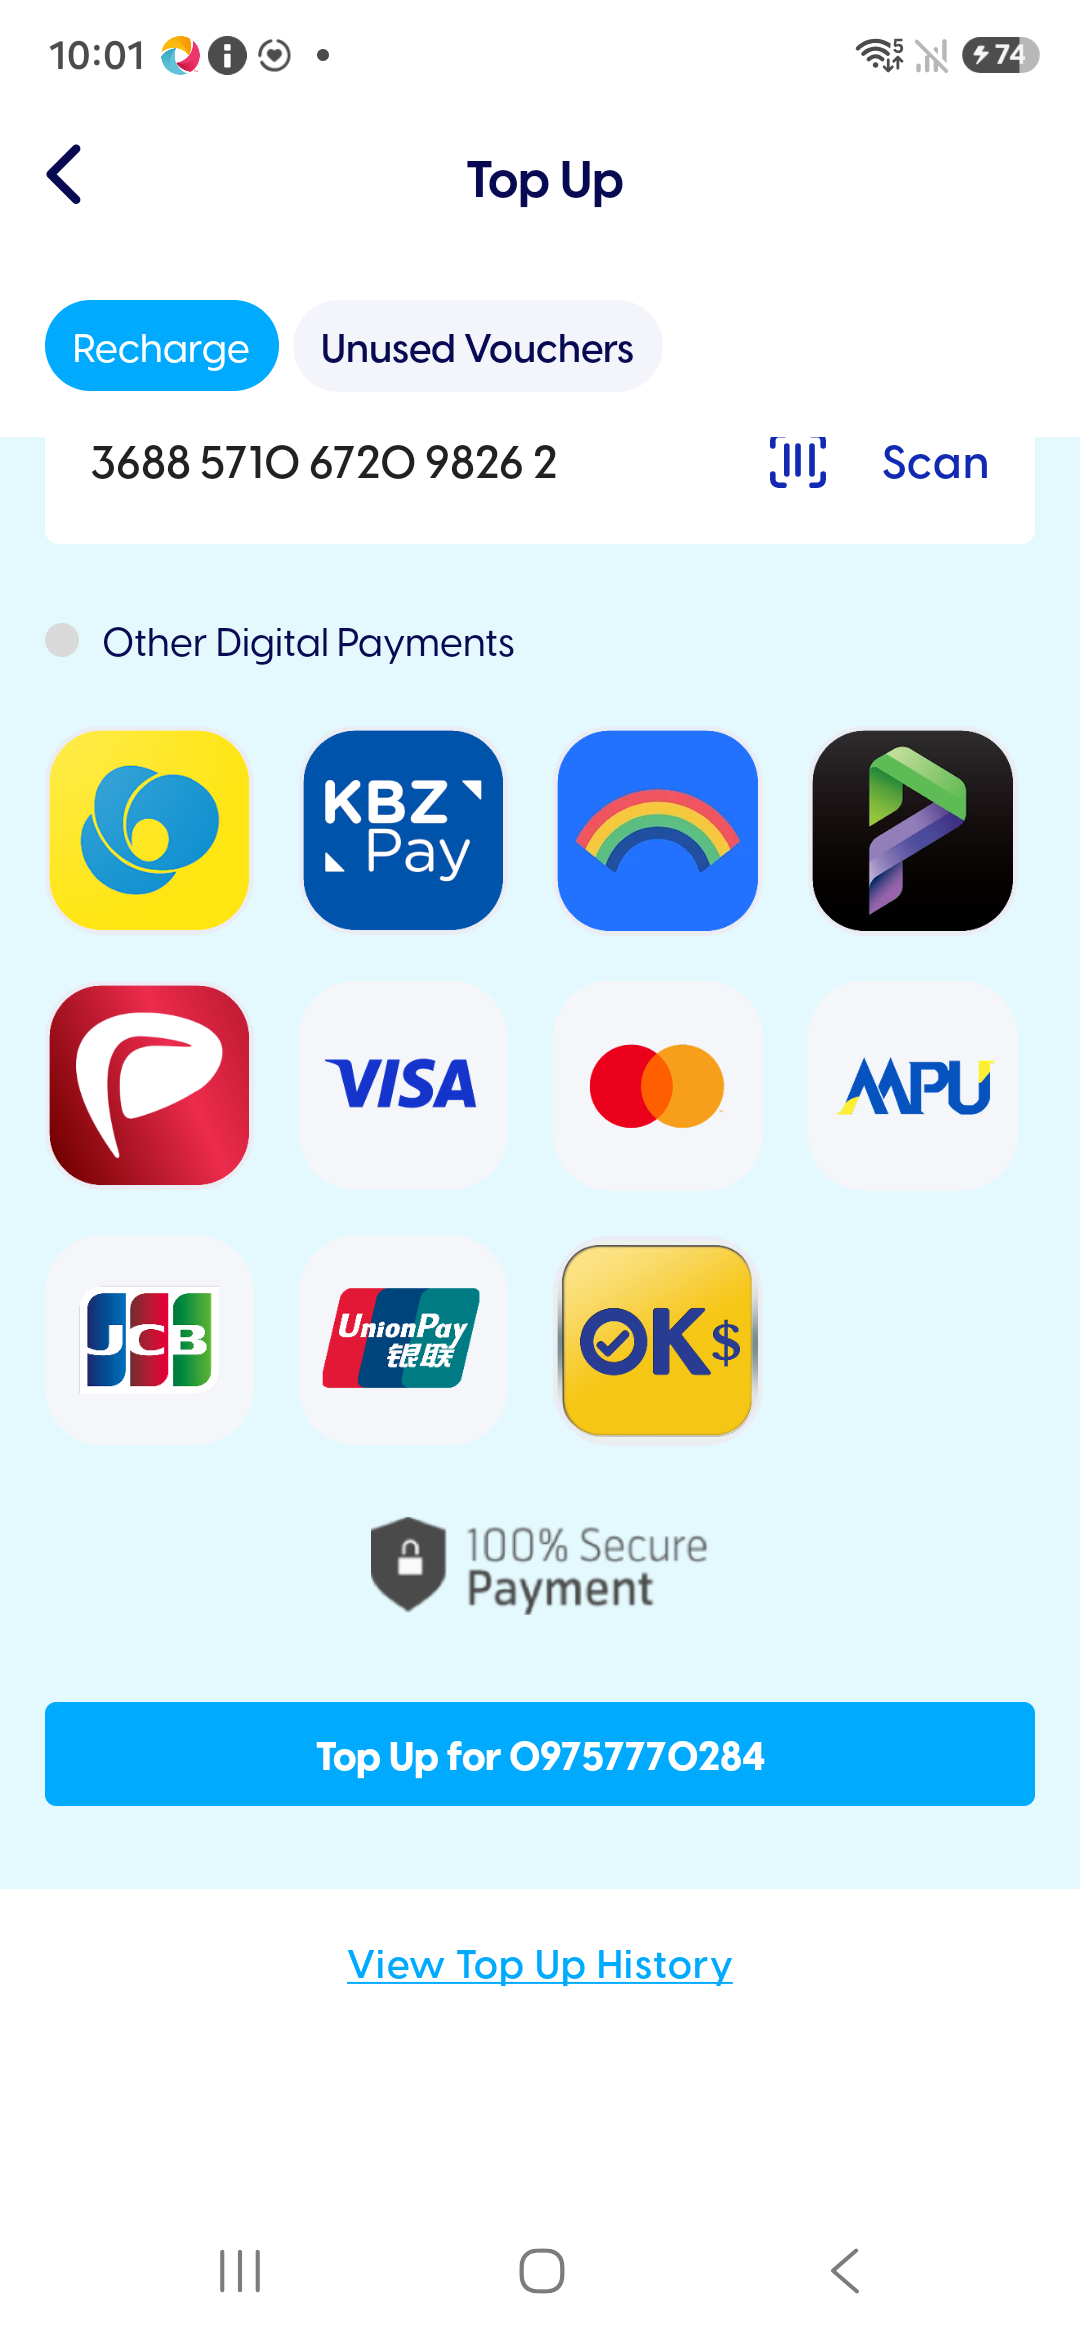 10:01
5
74
Top Up
Recharge
Unused Vouchers
3688 5710 6720 9826 2
Scan
Other Digital Payments
KBZ
Pay
VISA
MPU
JCB
UnionPay
银联
OK$
100% Secure
Payment
Top Up for 09757770284
View Top Up History